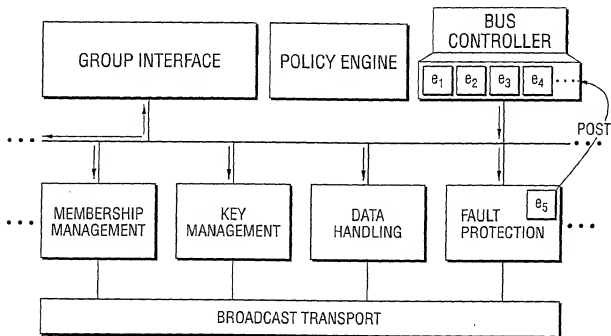 GROUP INTERFACE
POLICY ENGINE
BUS
CONTROLLER
e1 e2 e3 e4
POST
MEMBERSHIP
MANAGEMENT
KEY
MANAGEMENT
DATA
HANDLING
FAULT
PROTECTION
e5
BROADCAST TRANSPORT